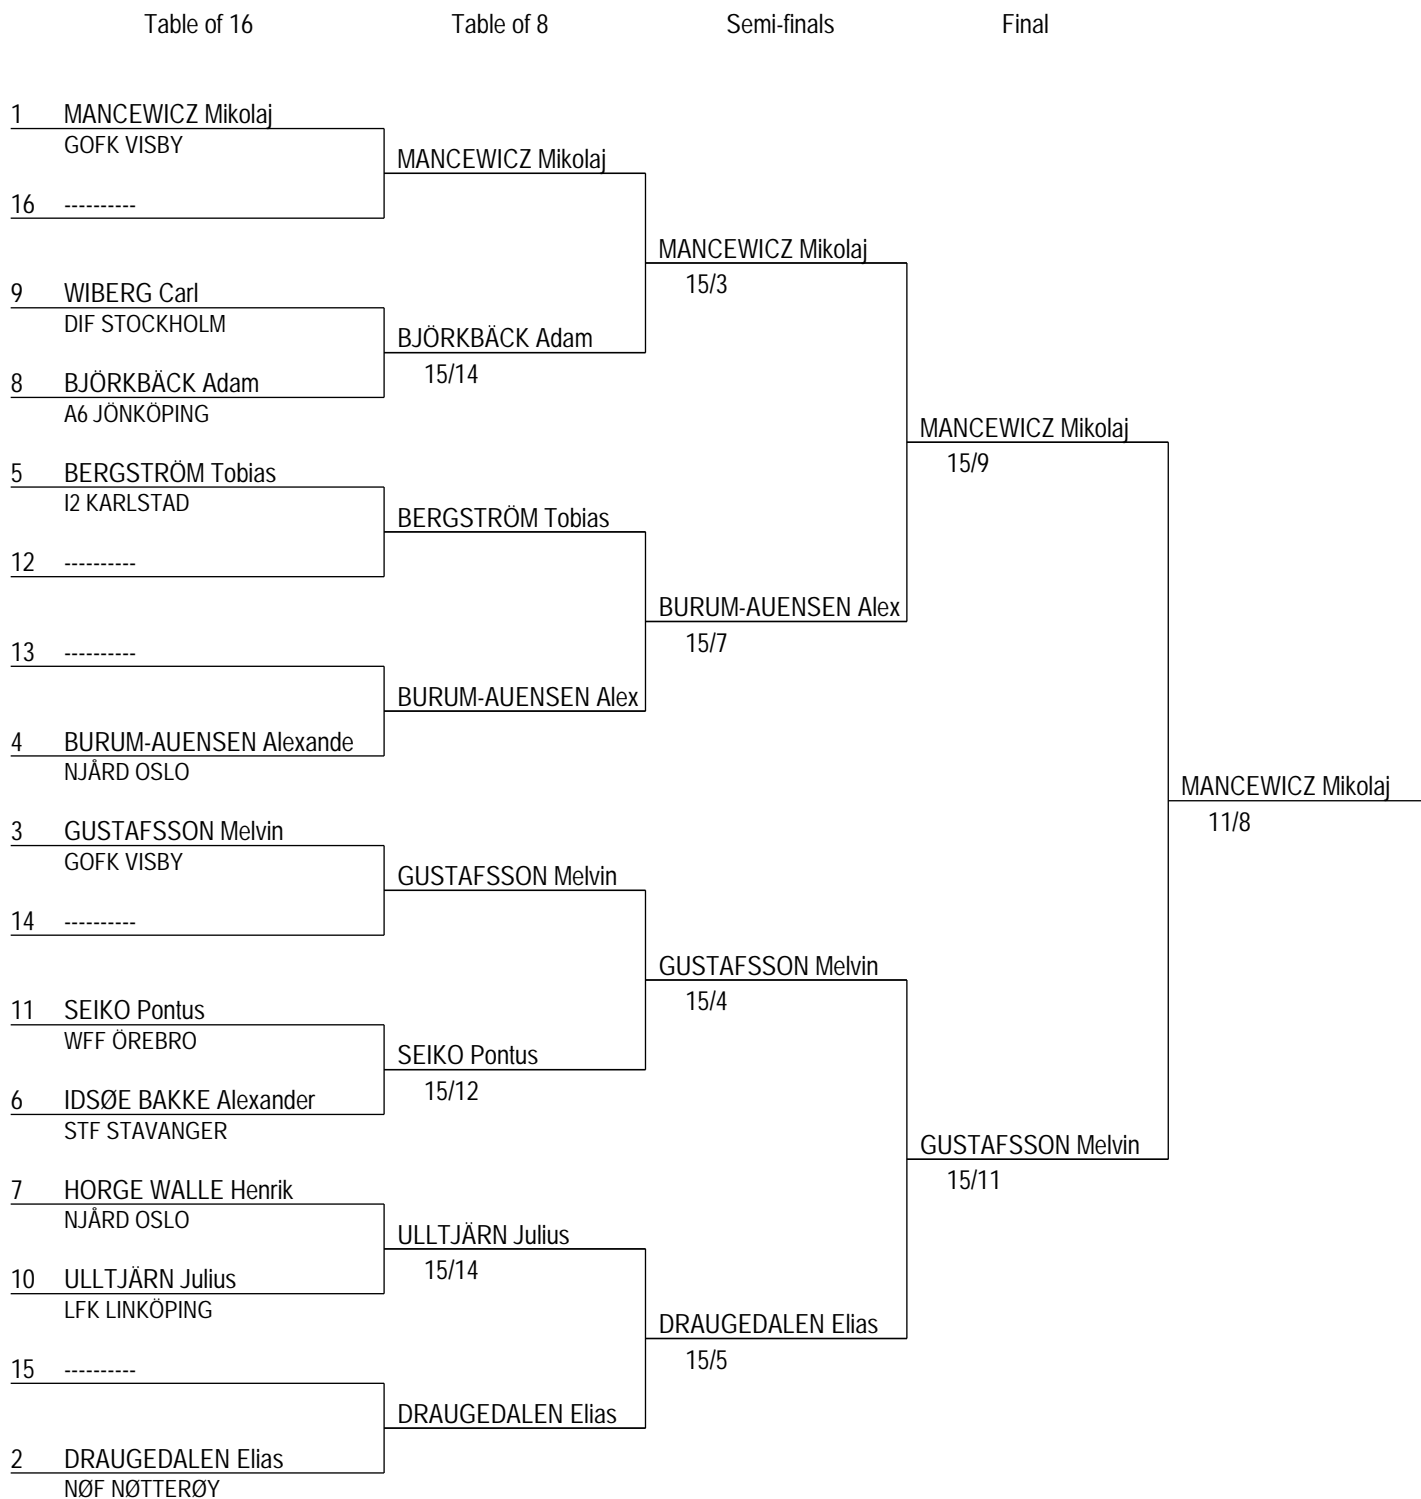 Table of 16 Table of 8 Semi-finals Final
1 MANCEWICZ Mikolaj
GOFK VISBY
MANCEWICZ Mikolaj
16 ----------
MANCEWICZ Mikolaj
15/3
9 WIBERG Carl
DIF STOCKHOLM
BJÖRKBÄCK Adam
15/14
8 BJÖRKBÄCK Adam
A6 JÖNKÖPING
MANCEWICZ Mikolaj
15/9
5 BERGSTRÖM Tobias
I2 KARLSTAD
BERGSTRÖM Tobias
12 ----------
BURUM-AUENSEN Alex
15/7
13 ----------
BURUM-AUENSEN Alex
4 BURUM-AUENSEN Alexande
NJÅRD OSLO
MANCEWICZ Mikolaj
11/8
3 GUSTAFSSON Melvin
GOFK VISBY
GUSTAFSSON Melvin
14 ----------
GUSTAFSSON Melvin
15/4
11 SEIKO Pontus
WFF ÖREBRO
SEIKO Pontus
15/12
6 IDSØE BAKKE Alexander
STF STAVANGER
GUSTAFSSON Melvin
15/11
7 HORGE WALLE Henrik
NJÅRD OSLO
ULLTJÄRN Julius
15/14
10 ULLTJÄRN Julius
LFK LINKÖPING
DRAUGEDALEN Elias
15/5
15 ----------
DRAUGEDALEN Elias
2 DRAUGEDALEN Elias
NØF NØTTERØY